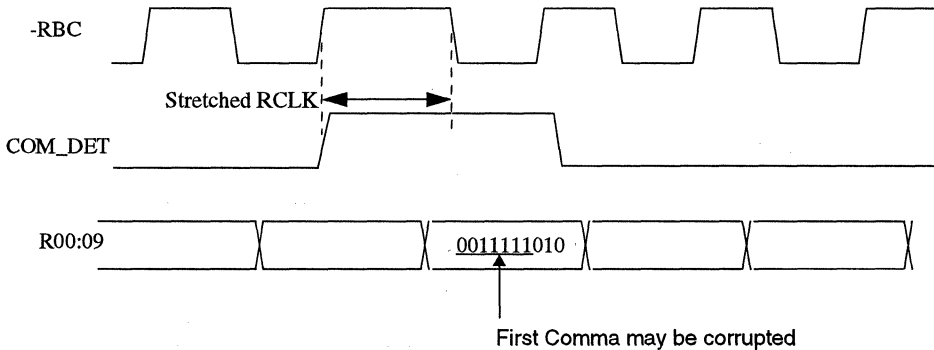 -RBC
Stretched RCLK
COM_DET
R00:09
0011111010
First Comma may be corrupted